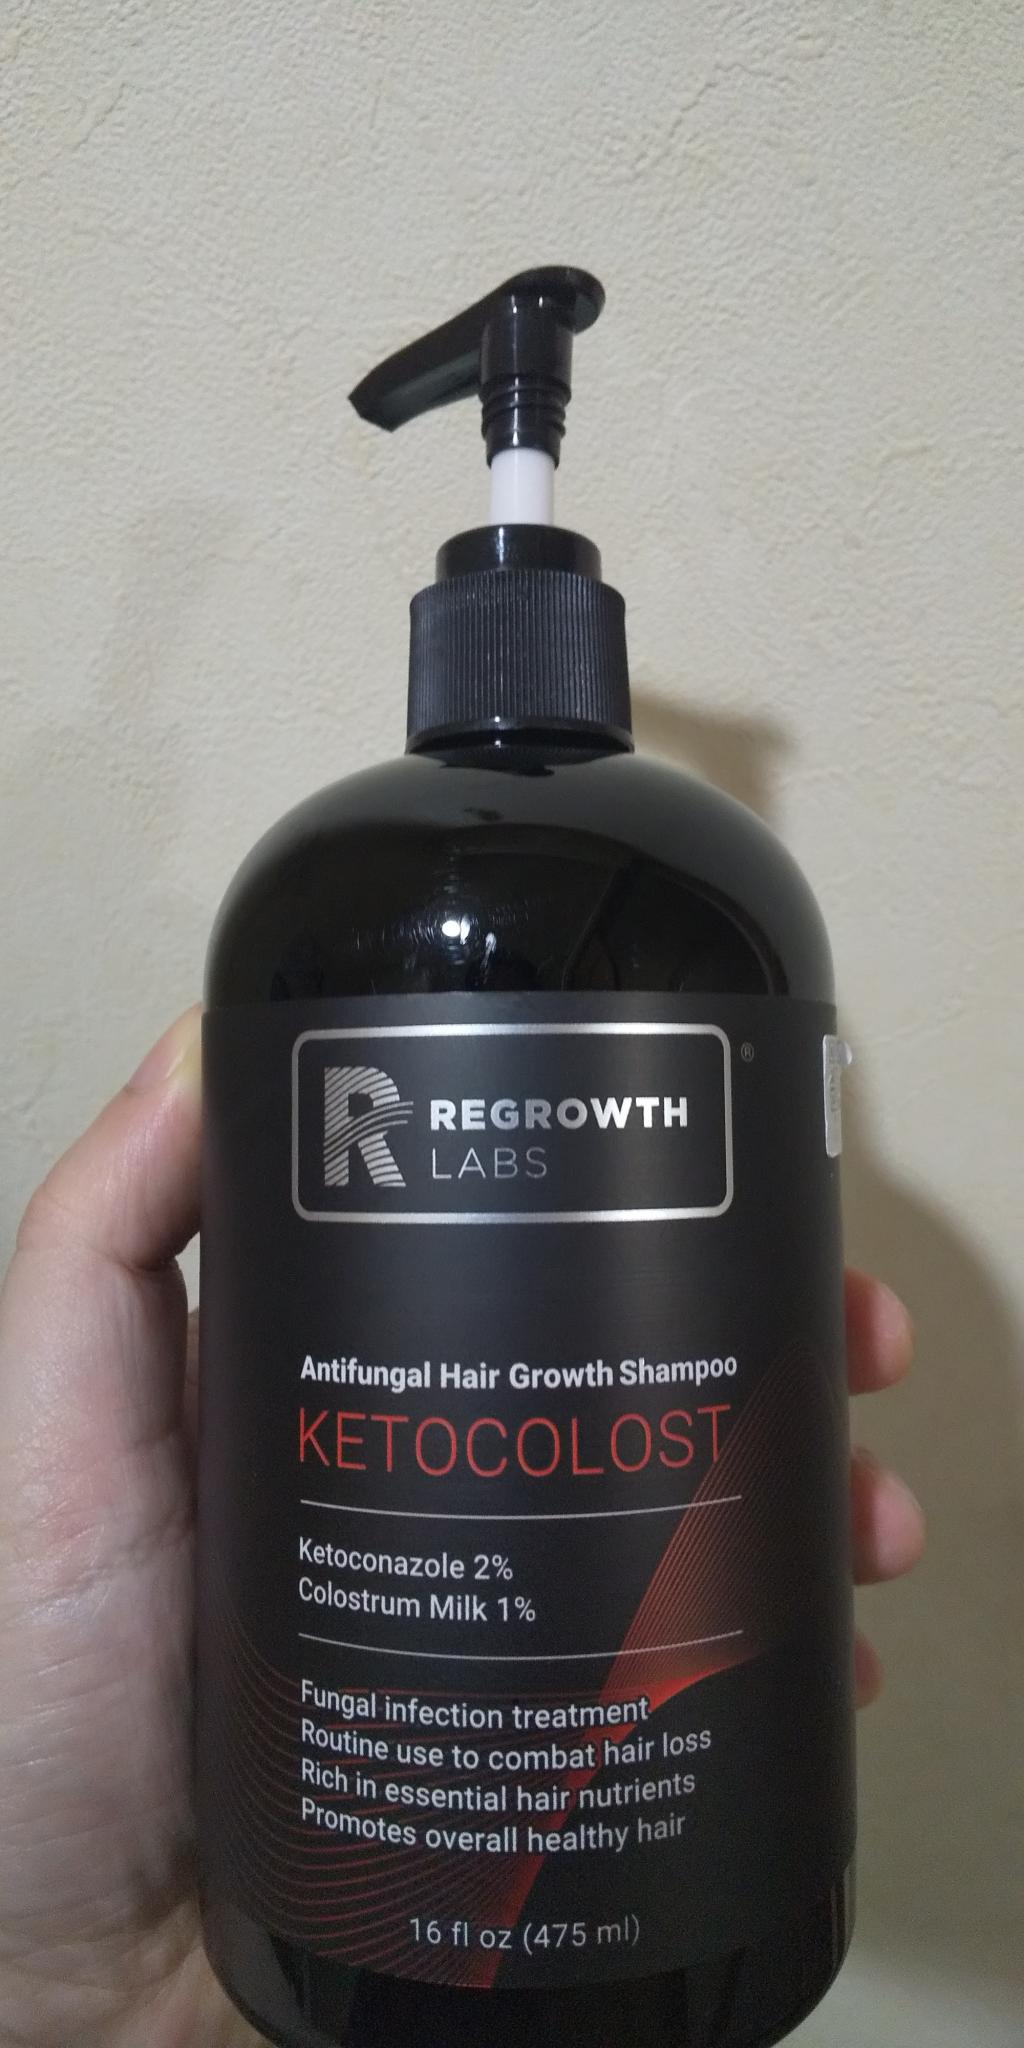 REGROWTH
LABS
®
Antifungal Hair Growth Shampoo
KETOCOLOST
Ketoconazole 2%
Colostrum Milk 1%
Fungal infection treatment
Routine use to combat hair loss
Rich in essential hair nutrients
Promotes overall healthy hair
16 fl oz (475 ml)